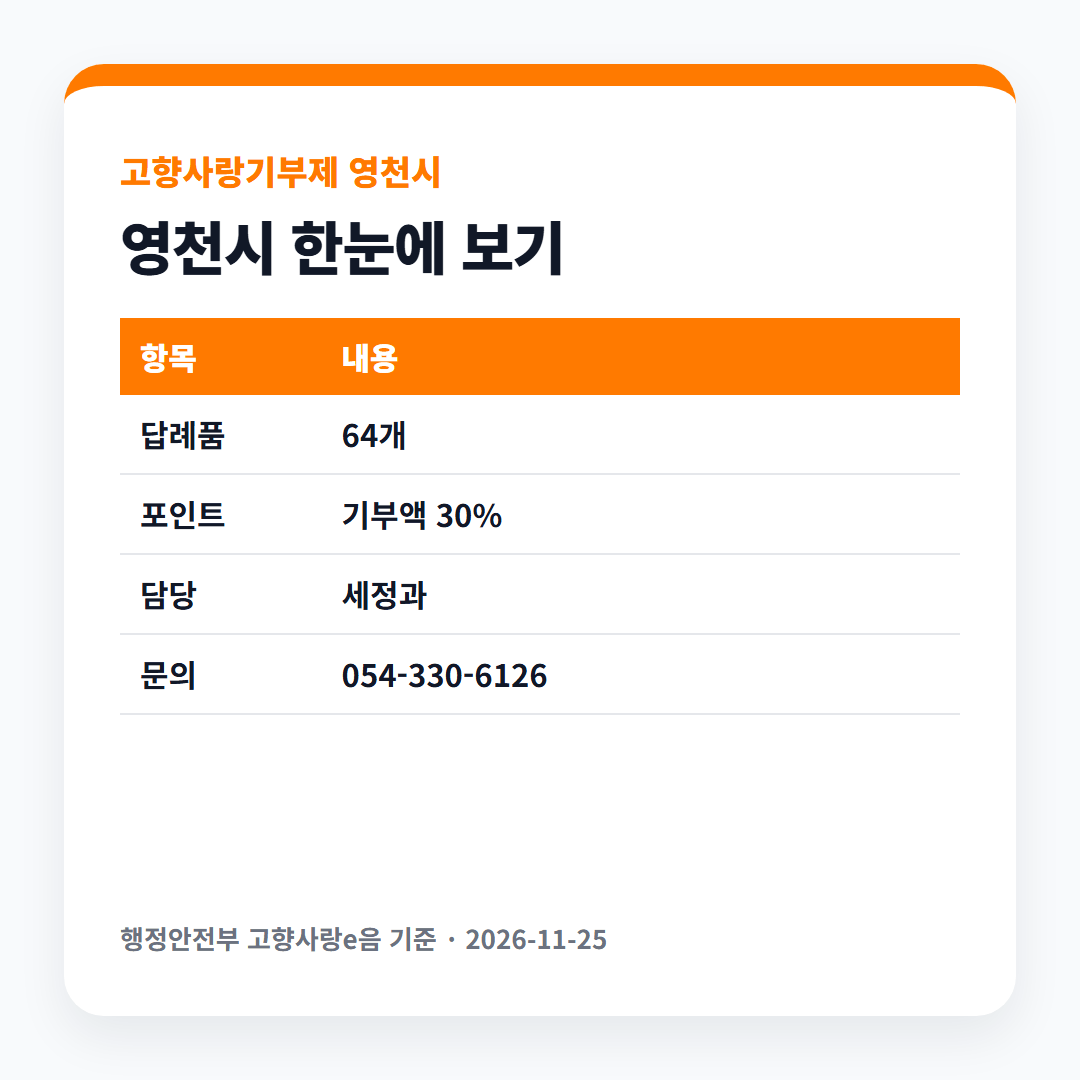 고향사랑기부제 영천시
영천시 한눈에 보기
항목 내용
답례품 64개
포인트 기부액 30%
담당 세정과
문의 054-330-6126
행정안전부 고향사랑e음 기준 · 2026-11-25